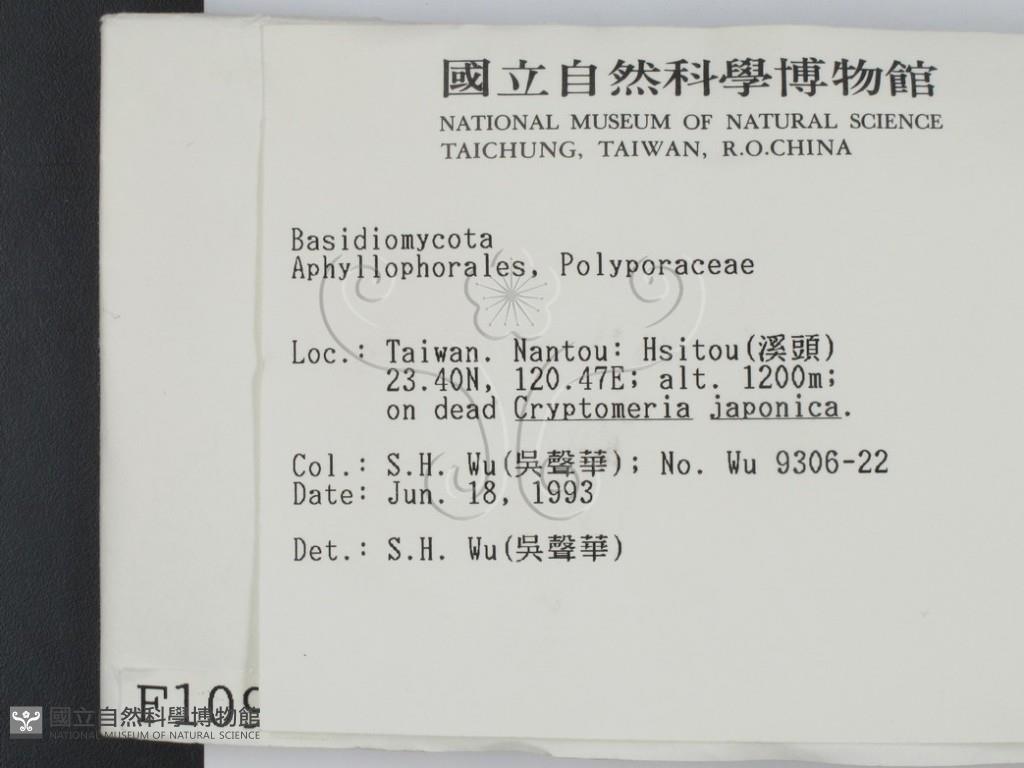 國立自然科學博物館
NATIONAL MUSEUM OF NATURAL SCIENCE
TAICHUNG, TAIWAN, R.O.CHINA
Basidiomycota
Aphyllophorales, Polyporaceae
Loc.: Taiwan. Nantou: Hsitou(溪頭)
23.40N, 120.47E; alt. 1200m;
on dead Cryptomeria japonica.
Col.: S.H. Wu(吳聲華); No. Wu 9306-22
Date: Jun. 18, 1993
Det.: S.H. Wu(吳聲華)
F109
國立自然科學博物館
NATIONAL MUSEUM OF NATURAL SCIENCE